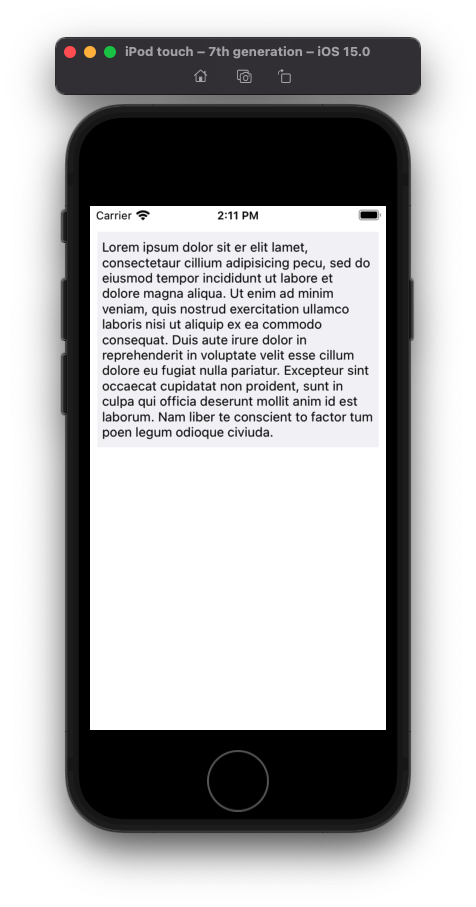 iPod touch – 7th generation – iOS 15.0
Carrier 2:11 PM
Lorem ipsum dolor sit er elit lamet,
consectetaur cillium adipisicing pecu, sed do
eiusmod tempor incididunt ut labore et
dolore magna aliqua. Ut enim ad minim
veniam, quis nostrud exercitation ullamco
laboris nisi ut aliquip ex ea commodo
consequat. Duis aute irure dolor in
reprehenderit in voluptate velit esse cillum
dolore eu fugiat nulla pariatur. Excepteur sint
occaecat cupidatat non proident, sunt in
culpa qui officia deserunt mollit anim id est
laborum. Nam liber te conscient to factor tum
poen legum odioque civiuda.